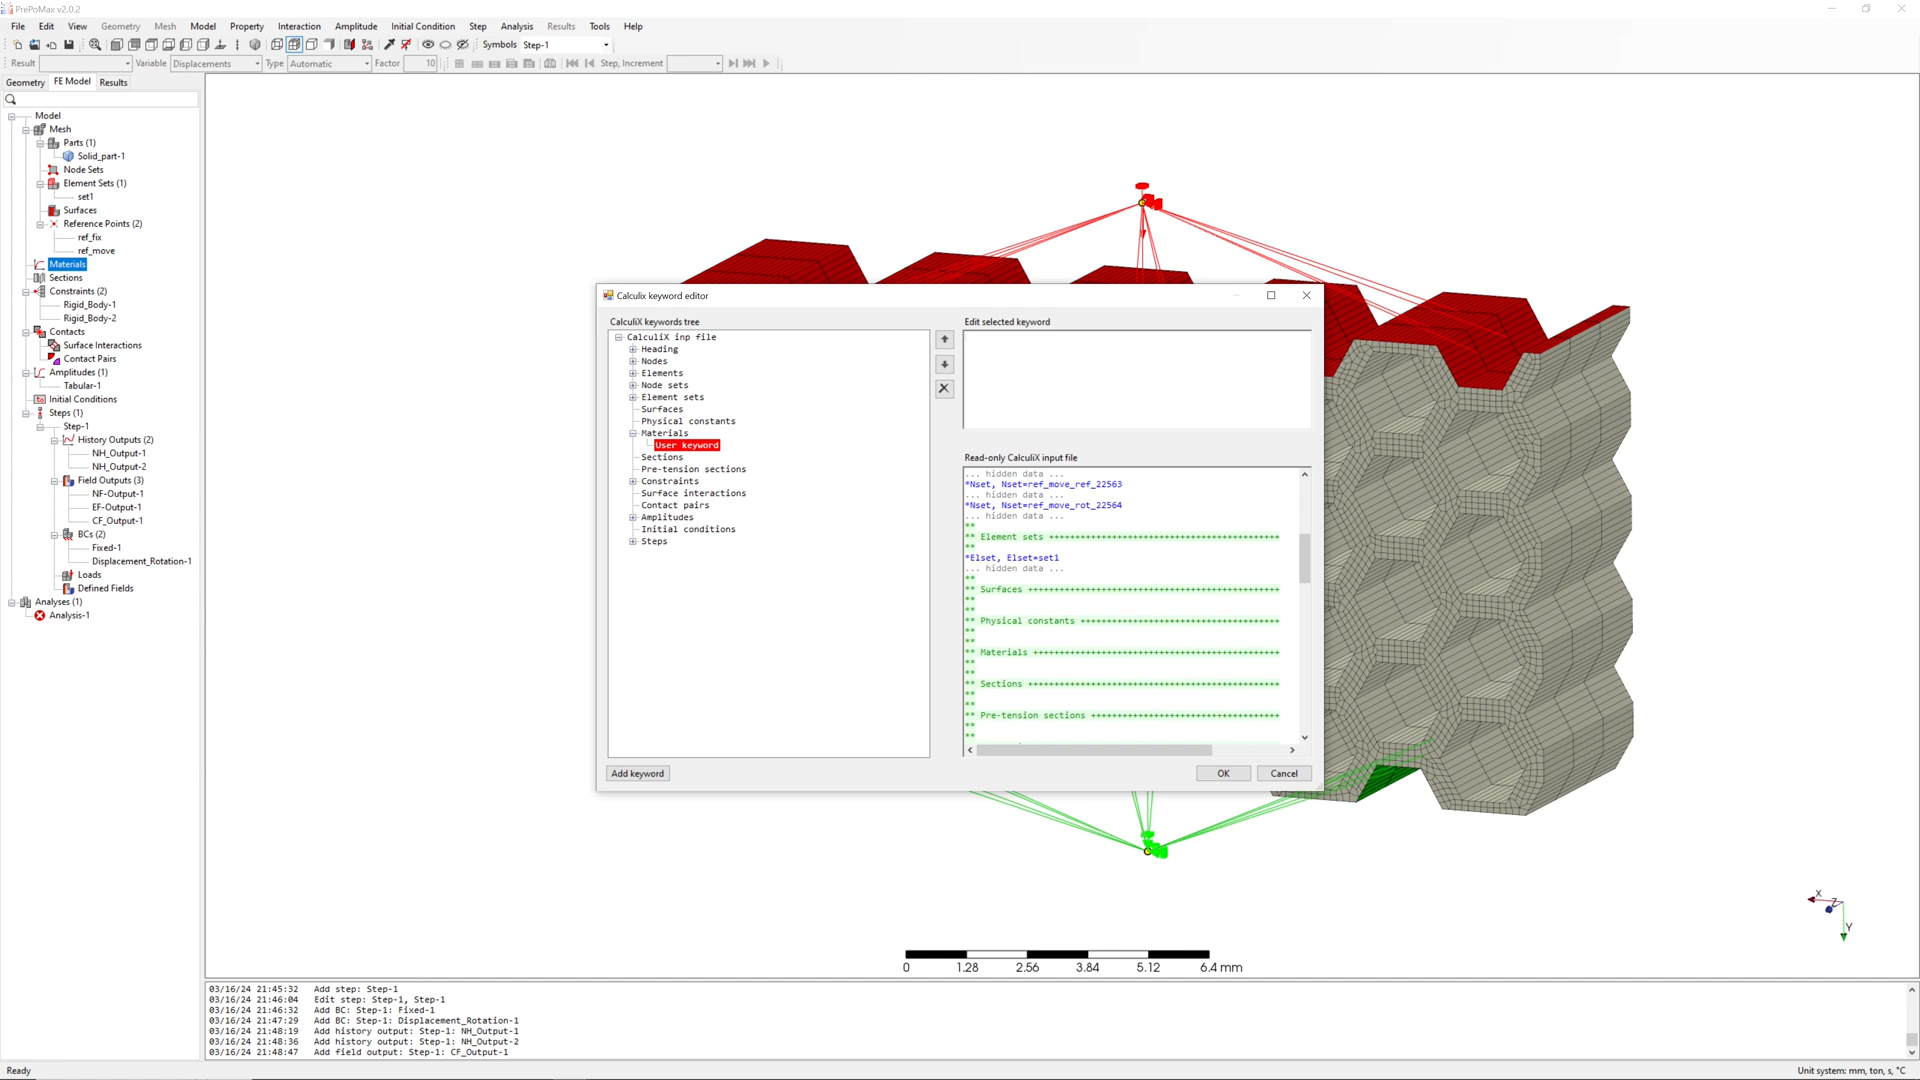 PrePoMax v2.0.2
File Edit View Geometry Mesh Model Property Interaction Amplitude Initial Condition Step Analysis Results Tools Help
Symbols Step-1
Result Variable Displacements Type Automatic Factor 10 Step, Increment
Geometry FE Model Results
Model
Mesh
Parts (1)
Solid_part-1
Node Sets
Element Sets (1)
set1
Surfaces
Reference Points (2)
ref_fix
ref_move
Materials
Sections
Constraints (2)
Rigid_Body-1
Rigid_Body-2
Contacts
Surface Interactions
Contact Pairs
Amplitudes (1)
Tabular-1
Initial Conditions
Steps (1)
Step-1
History Outputs (2)
NH_Output-1
NH_Output-2
Field Outputs (3)
NF-Output-1
EF-Output-1
CF_Output-1
BCs (2)
Fixed-1
Displacement_Rotation-1
Loads
Defined Fields
Analyses (1)
Analysis-1
Calculix keyword editor
CalculiX keywords tree
CalculiX inp file
Heading
Nodes
Elements
Node sets
Element sets
Surfaces
Physical constants
Materials
User keyword
Sections
Pre-tension sections
Constraints
Surface interactions
Contact pairs
Amplitudes
Initial conditions
Steps
Add keyword
Edit selected keyword
Read-only CalculiX input file
... hidden data ...
*Nset, Nset=ref_move_ref_22563
... hidden data ...
*Nset, Nset=ref_move_rot_22564
... hidden data ...
**
** Element sets ++++++++++++++++++++++++++++++++++++++++++++
**
*Elset, Elset=set1
... hidden data ...
**
** Surfaces ++++++++++++++++++++++++++++++++++++++++++++++++
**
**
** Physical constants ++++++++++++++++++++++++++++++++++++++
**
**
** Materials +++++++++++++++++++++++++++++++++++++++++++++++
**
**
** Sections ++++++++++++++++++++++++++++++++++++++++++++++++
**
**
** Pre-tension sections ++++++++++++++++++++++++++++++++++++
**
**
OK Cancel
X
Z
Y
0 1.28 2.56 3.84 5.12 6.4 mm
03/16/24 21:45:32 Add step: Step-1
03/16/24 21:46:04 Edit step: Step-1, Step-1
03/16/24 21:46:32 Add BC: Step-1: Fixed-1
03/16/24 21:47:29 Add BC: Step-1: Displacement_Rotation-1
03/16/24 21:48:19 Add history output: Step-1: NH_Output-1
03/16/24 21:48:36 Add history output: Step-1: NH_Output-2
03/16/24 21:48:47 Add field output: Step-1: CF_Output-1
Ready Unit system: mm, ton, s, °C